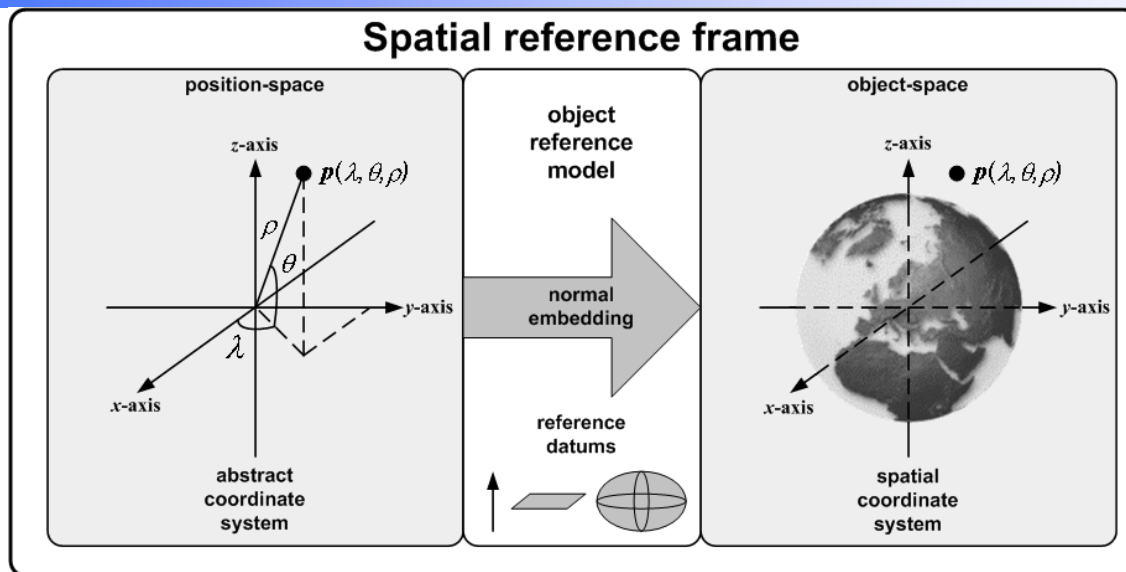 Spatial reference frame
position-space
z-axis
p(λ, θ, ρ)
ρ
θ
y-axis
λ
x-axis
abstract
coordinate
system
object
reference
model
normal
embedding
reference
datums
object-space
z-axis
p(λ, θ, ρ)
y-axis
x-axis
spatial
coordinate
system